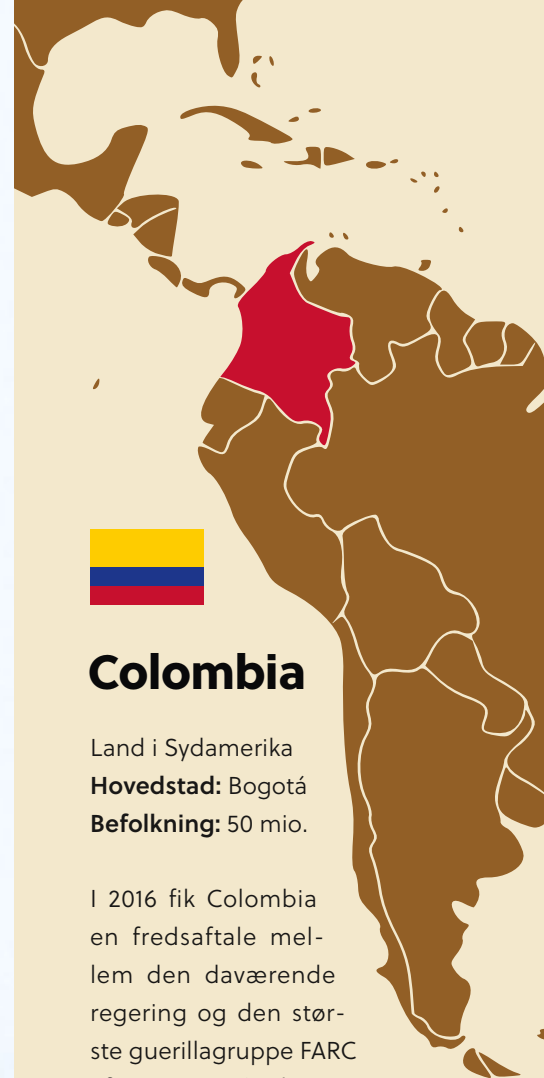 Colombia
Land i Sydamerika
Hovedstad: Bogotá
Befolkning: 50 mio.
I 2016 fik Colombia
en fredsaftale mel-
lem den daværende
regering og den stør-
ste guerillagruppe FARC